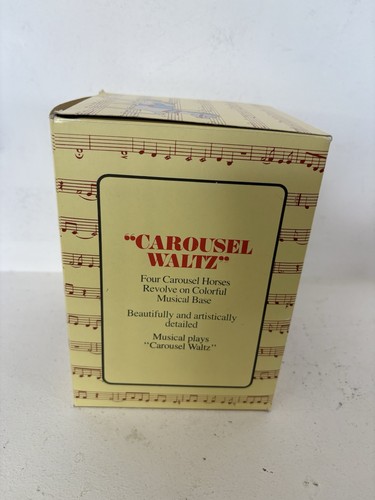 "CAROUSEL
WALTZ"
Four Carousel Horses
Revolve on Colorful
Musical Base
Beautifully and artistically
detailed
Musical plays
"Carousel Waltz"